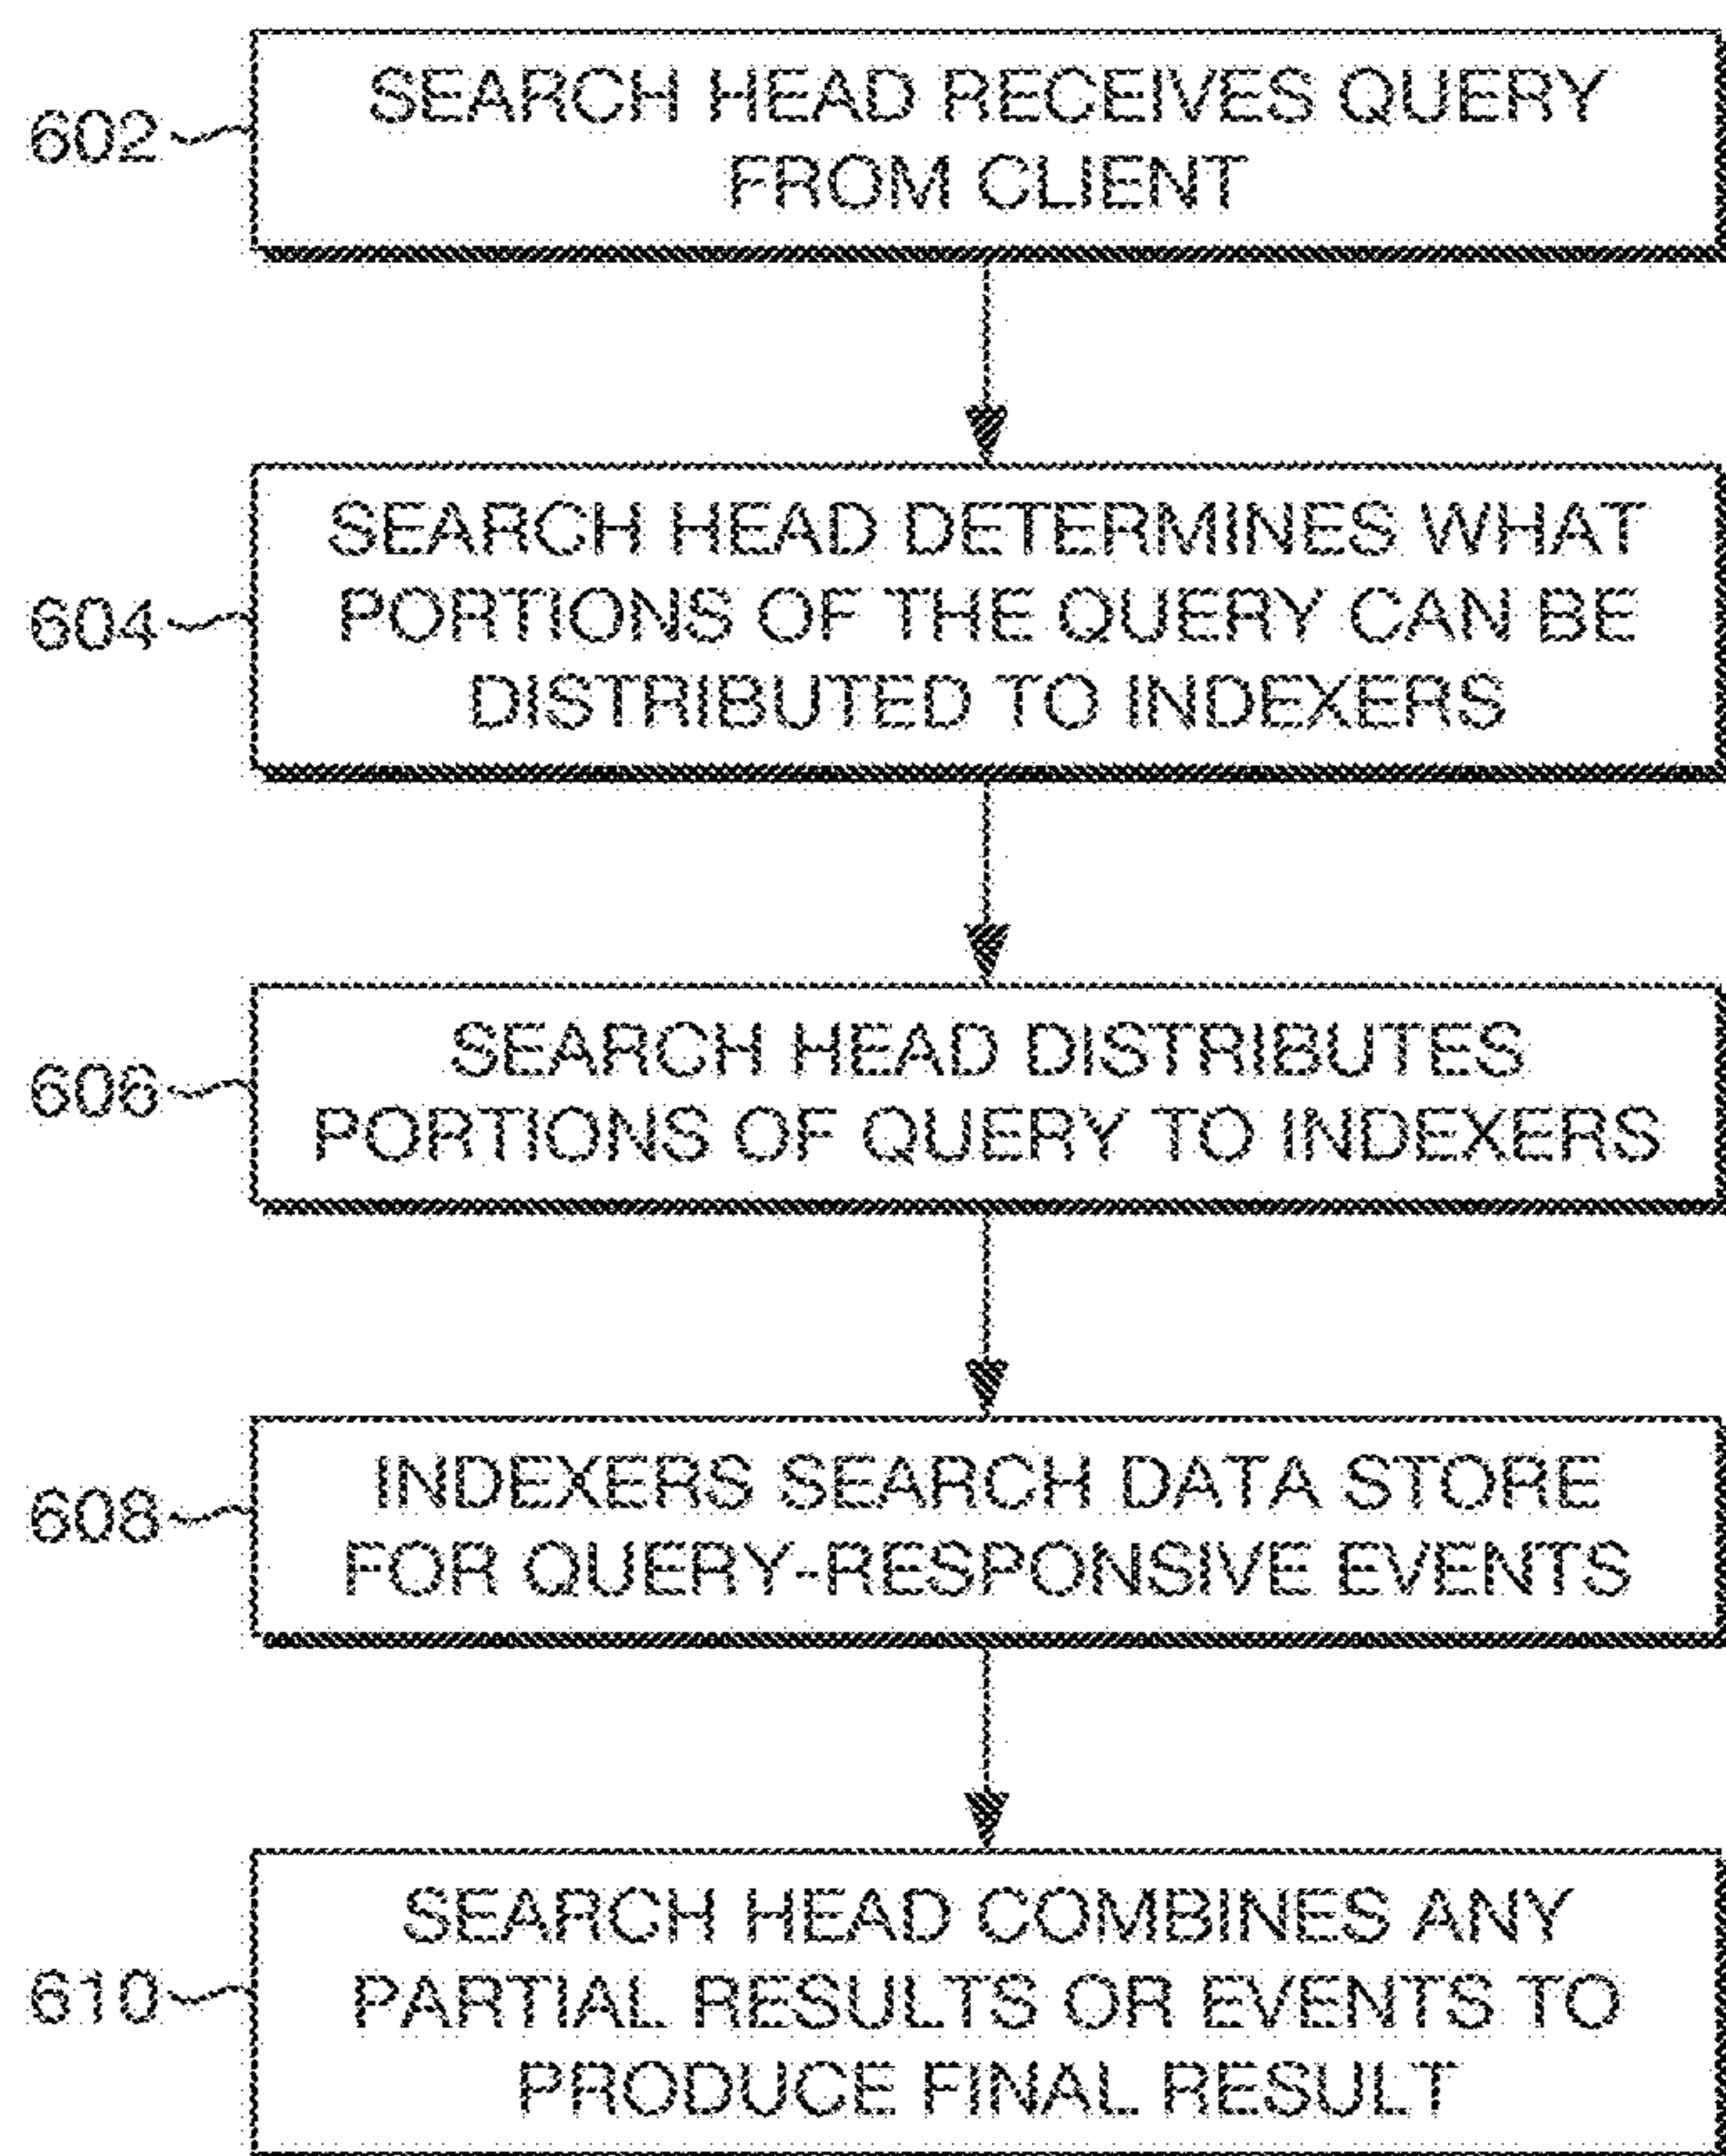 602
SEARCH HEAD RECEIVES QUERY
FROM CLIENT
604
SEARCH HEAD DETERMINES WHAT
PORTIONS OF THE QUERY CAN BE
DISTRIBUTED TO INDEXERS
606
SEARCH HEAD DISTRIBUTES
PORTIONS OF QUERY TO INDEXERS
608
INDEXERS SEARCH DATA STORE
FOR QUERY-RESPONSIVE EVENTS
610
SEARCH HEAD COMBINES ANY
PARTIAL RESULTS OR EVENTS TO
PRODUCE FINAL RESULT